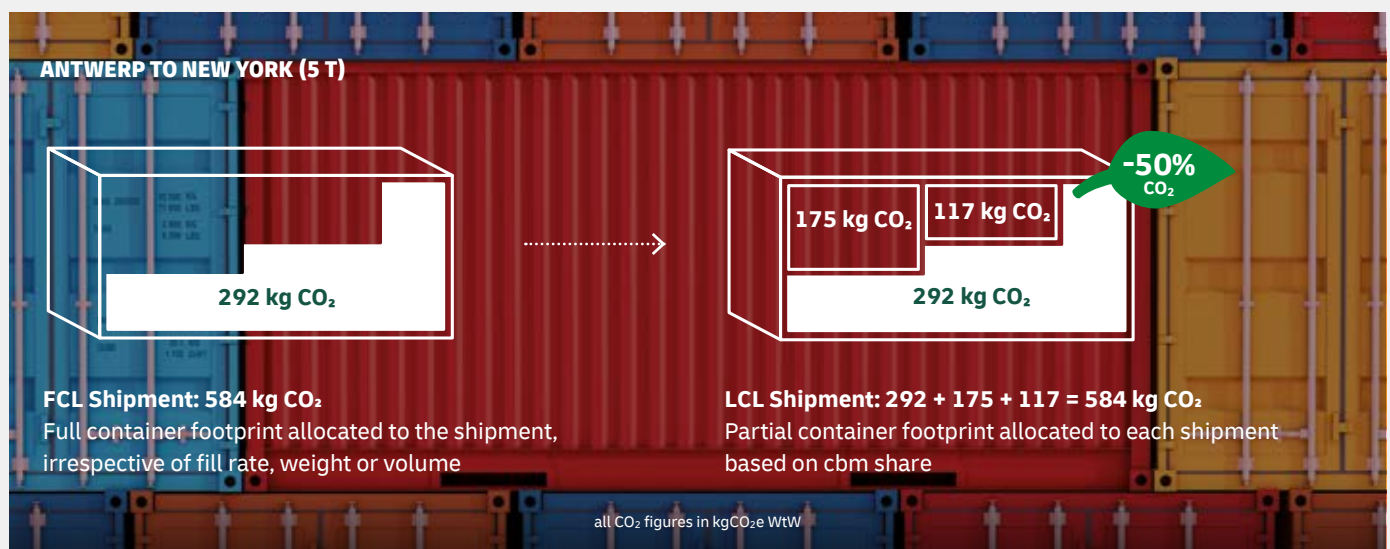 ANTWERP TO NEW YORK (5 T)
292 kg CO₂
175 kg CO₂
117 kg CO₂
-50%
CO₂
292 kg CO₂
FCL Shipment: 584 kg CO₂
Full container footprint allocated to the shipment,
irrespective of fill rate, weight or volume
LCL Shipment: 292 + 175 + 117 = 584 kg CO₂
Partial container footprint allocated to each shipment
based on cbm share
all CO₂ figures in kgCO₂e WtW